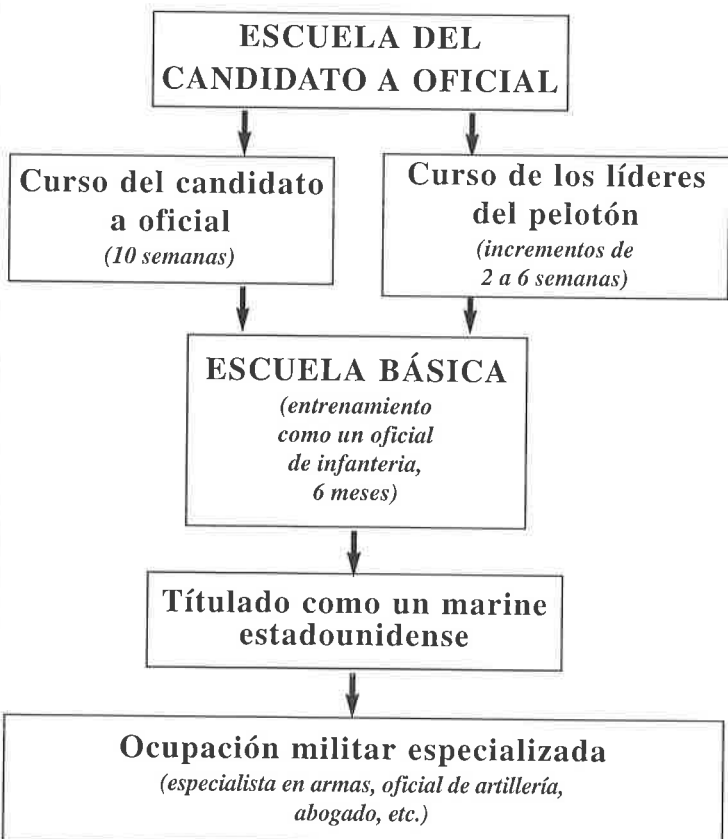 ESCUELA DEL
CANDIDATO A OFICIAL
Curso del candidato
a oficial
(10 semanas)
Curso de los líderes
del pelotón
(incrementos de
2 a 6 semanas)
ESCUELA BÁSICA
(entrenamiento
como un oficial
de infanteria,
6 meses)
Títulado como un marine
estadounidense
Ocupación militar especializada
(especialista en armas, oficial de artillería,
abogado, etc.)